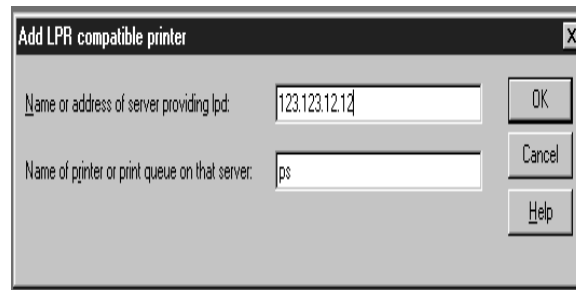 Add LPR compatible printer
X
Name or address of server providing lpd:
123.123.12.12
OK
Name of printer or print queue on that server:
ps
Cancel
Help